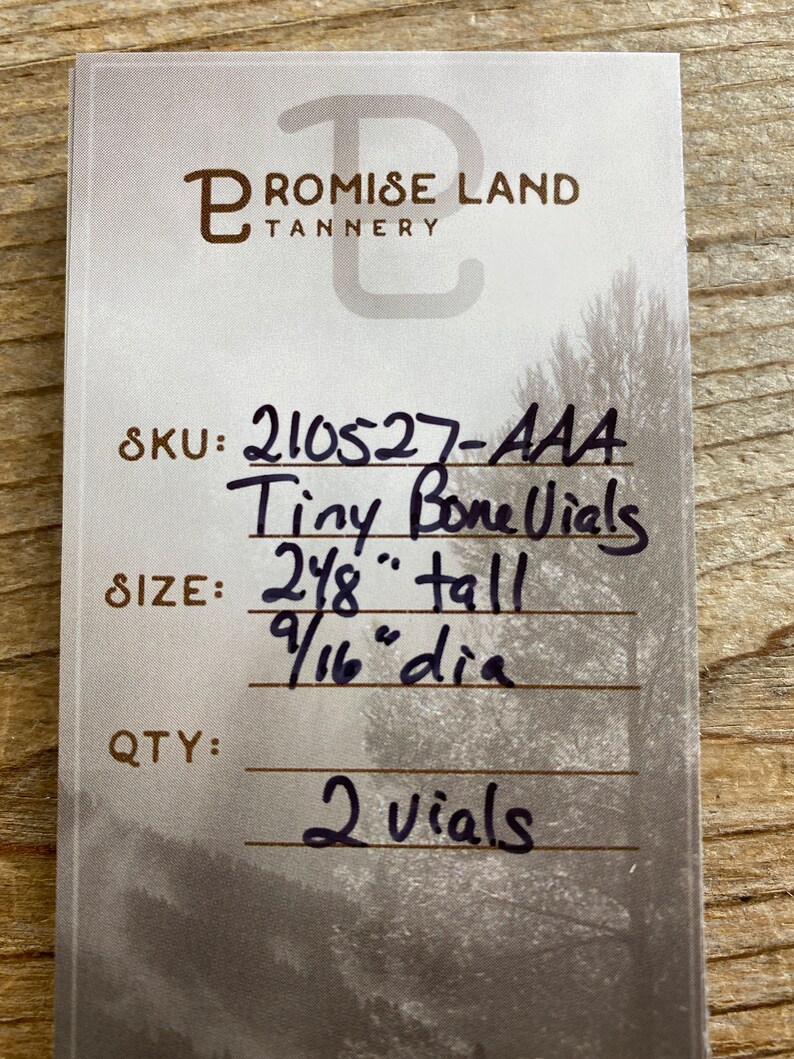 PROMISE LAND
TANNERY
SKU: 210527-AAA
Tiny Bone Vials
SIZE: 2 1/8" tall
9/16" dia
QTY:
2 vials